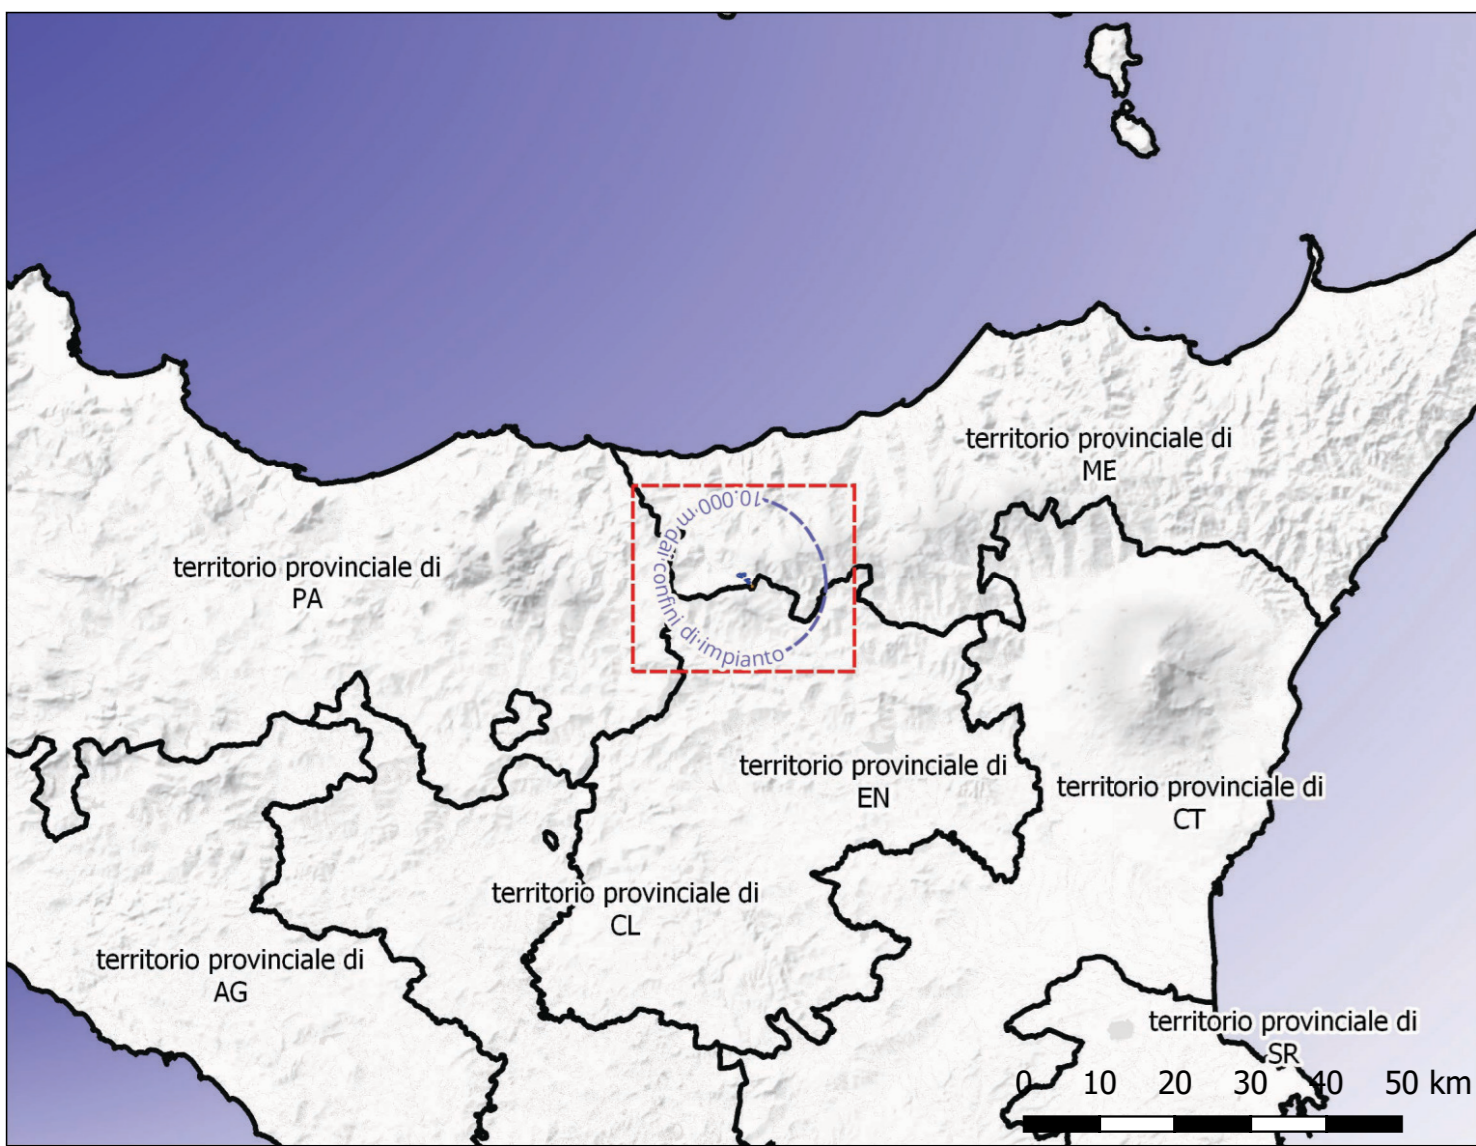 territorio provinciale di
ME
10.000 m dai confini di impianto
territorio provinciale di
PA
territorio provinciale di
EN
territorio provinciale di
CT
territorio provinciale di
CL
territorio provinciale di
AG
territorio provinciale di
SR
0 10 20 30 40 50 km